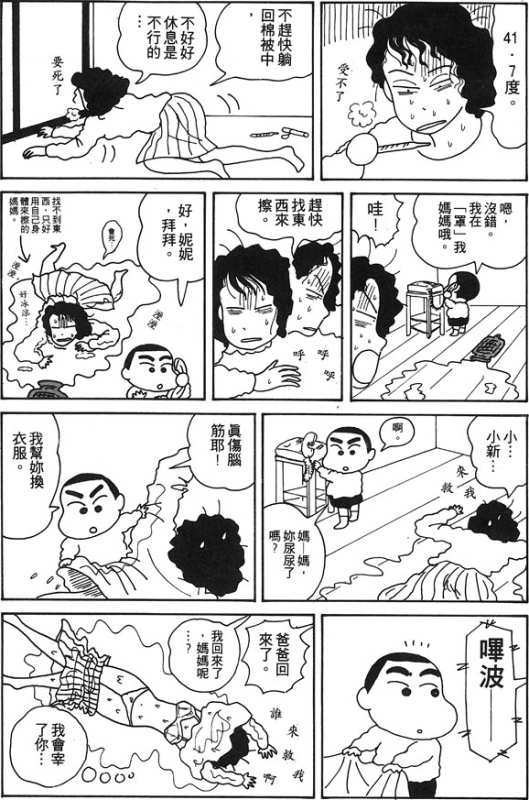 41.7度。
受不了
不趕快躺
回棉被中
，
不好好
休息是
不行的
…
要死了
嗯，
沒錯。
我在
「罩」我
媽媽哦。
哇！
趕快
找東
西來
擦。
呼
呼
好，妮妮
，拜拜。
會死…
找不到東
西，只好
用自己身
體來擦的
媽媽。
漫漫
好冰涼…
漫漫
小…
小新…
來救我
啊。
媽…媽，
妳尿尿了
嗎？
真傷腦
筋耶！
我幫妳換
衣服。
嗶波
爸爸回
來了。
我回來了
，媽媽呢
…？
誰來救我啊
我會宰
了你…